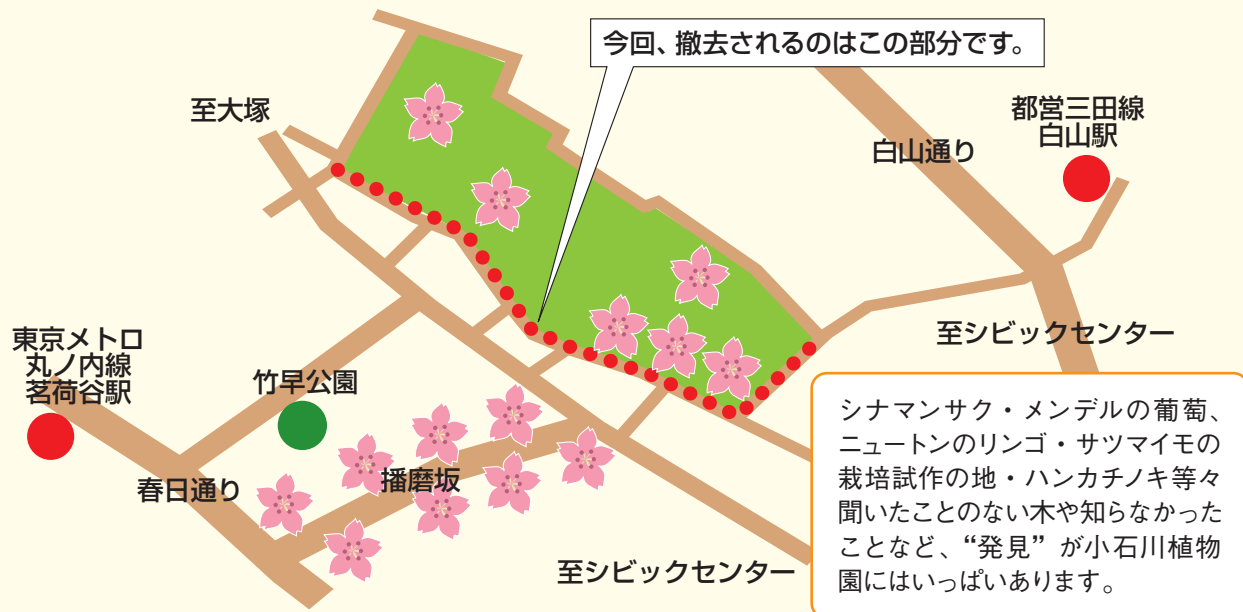 今回、撤去されるのはこの部分です。
至大塚
都営三田線
白山駅
白山通り
至シビックセンター
東京メトロ
丸ノ内線
茗荷谷駅
竹早公園
播磨坂
春日通り
至シビックセンター
シナマンサク・メンデルの葡萄、
ニュートンのリンゴ・サツマイモの
栽培試作の地・ハンカチノキ等々
聞いたことのない木や知らなかった
ことなど、“発見”が小石川植物
園にはいっぱいあります。